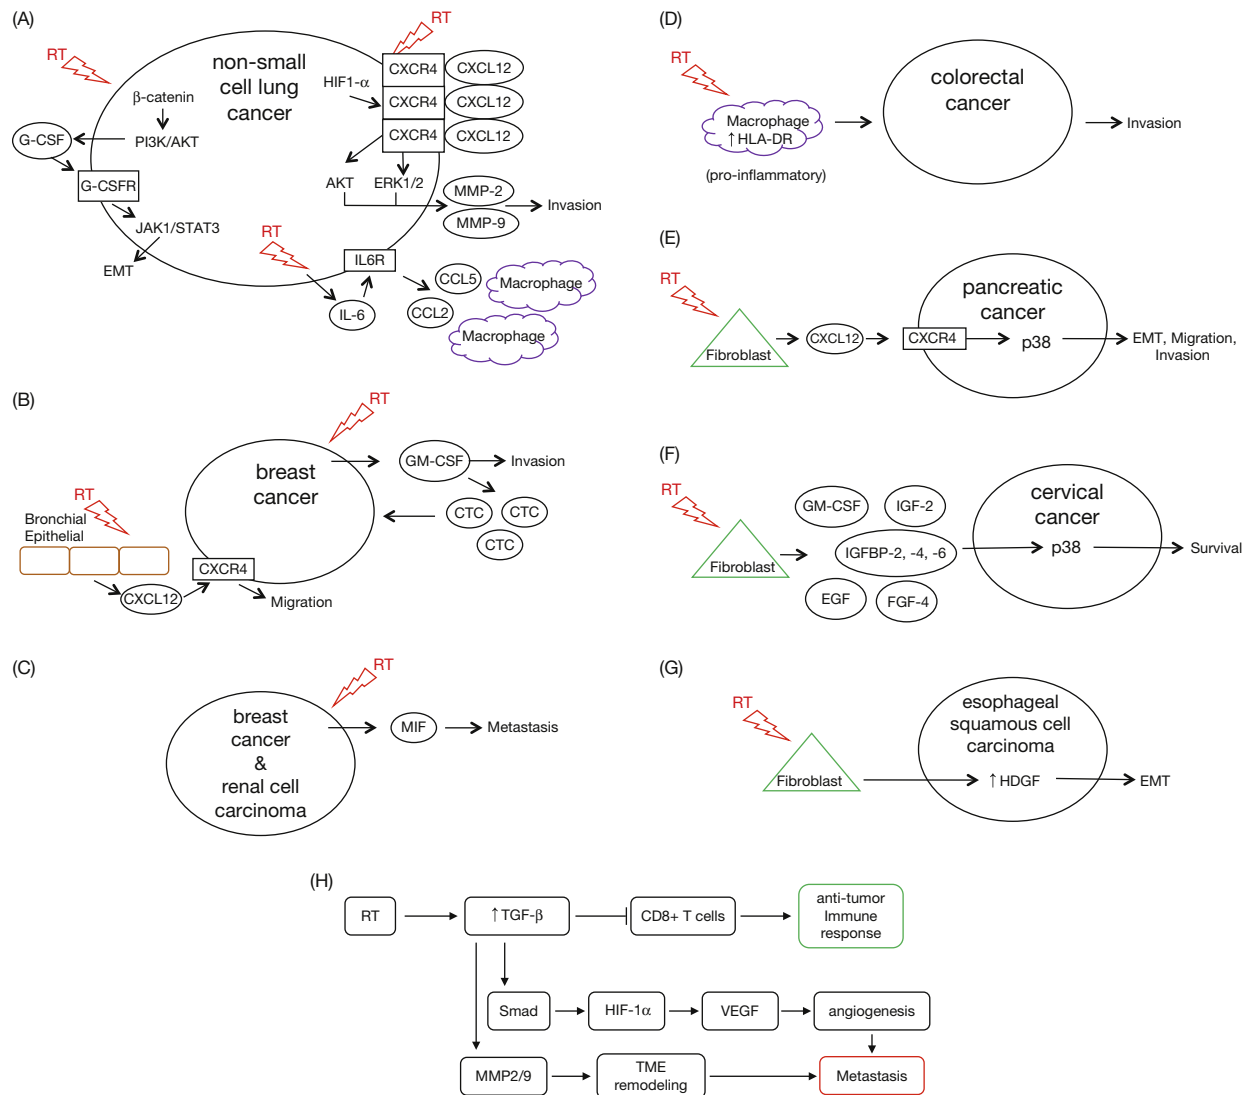 (A)
RT
RT
non-small
cell lung
cancer
CXCR4
CXCL12
HIF1-α
CXCR4
CXCL12
CXCR4
CXCL12
β-catenin
PI3K/AKT
G-CSF
G-CSFR
JAK1/STAT3
EMT
AKT
ERK1/2
MMP-2
MMP-9
Invasion
RT
IL6R
IL-6
CCL5
CCL2
Macrophage
Macrophage
(B)
RT
breast
cancer
GM-CSF
Invasion
CTC
CTC
CTC
RT
Bronchial
Epithelial
CXCR4
CXCL12
Migration
(C)
RT
breast
cancer
&
renal cell
carcinoma
MIF
Metastasis
(D)
RT
Macrophage
↑HLA-DR
(pro-inflammatory)
colorectal
cancer
Invasion
(E)
RT
Fibroblast
CXCL12
pancreatic
cancer
CXCR4
p38
EMT, Migration,
Invasion
(F)
RT
Fibroblast
GM-CSF
IGF-2
IGFBP-2, -4, -6
EGF
FGF-4
cervical
cancer
p38
Survival
(G)
RT
Fibroblast
esophageal
squamous cell
carcinoma
↑HDGF
EMT
(H)
RT
↑TGF-β
CD8+ T cells
anti-tumor
Immune
response
Smad
HIF-1α
VEGF
angiogenesis
MMP2/9
TME
remodeling
Metastasis